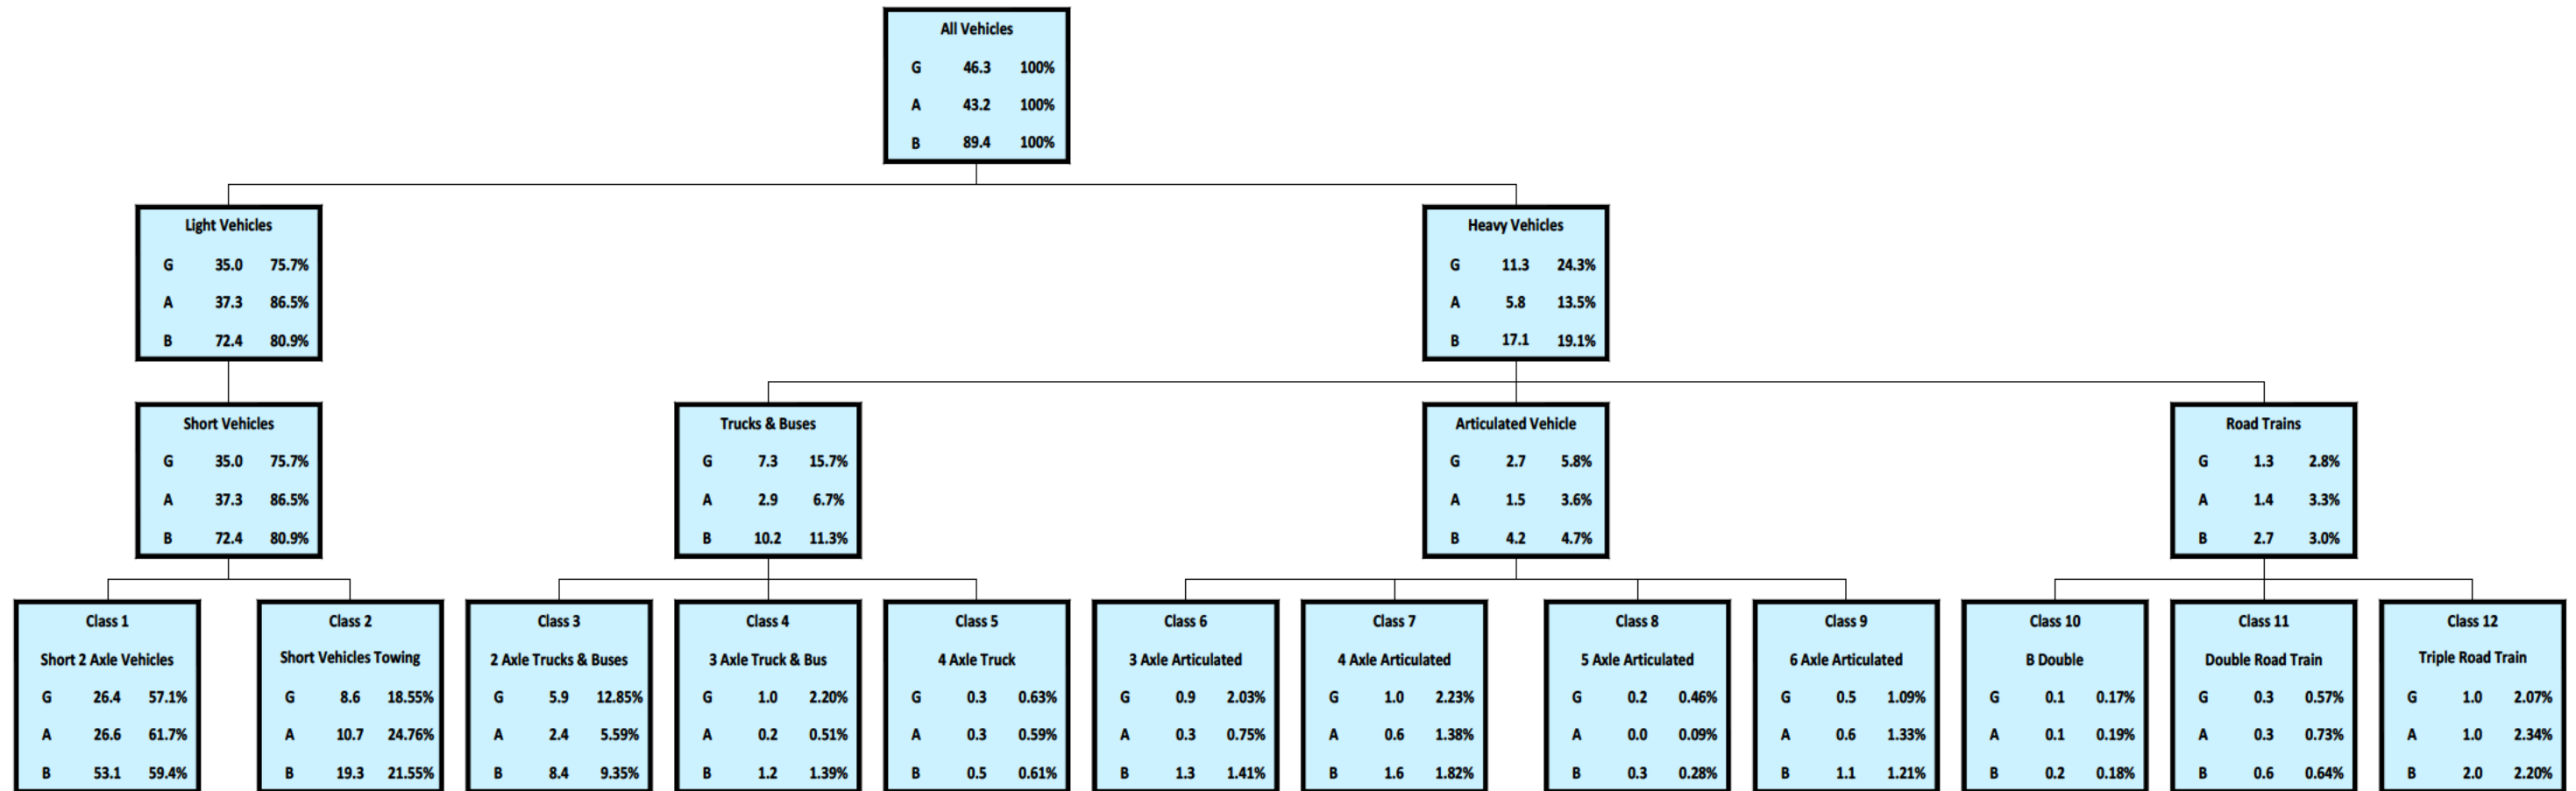 All Vehicles
G 46.3 100%
A 43.2 100%
B 89.4 100%
Light Vehicles
G 35.0 75.7%
A 37.3 86.5%
B 72.4 80.9%
Heavy Vehicles
G 11.3 24.3%
A 5.8 13.5%
B 17.1 19.1%
Short Vehicles
G 35.0 75.7%
A 37.3 86.5%
B 72.4 80.9%
Trucks & Buses
G 7.3 15.7%
A 2.9 6.7%
B 10.2 11.3%
Articulated Vehicle
G 2.7 5.8%
A 1.5 3.6%
B 4.2 4.7%
Road Trains
G 1.3 2.8%
A 1.4 3.3%
B 2.7 3.0%
Class 1
Short 2 Axle Vehicles
G 26.4 57.1%
A 26.6 61.7%
B 53.1 59.4%
Class 2
Short Vehicles Towing
G 8.6 18.55%
A 10.7 24.76%
B 19.3 21.55%
Class 3
2 Axle Trucks & Buses
G 5.9 12.85%
A 2.4 5.59%
B 8.4 9.35%
Class 4
3 Axle Truck & Bus
G 1.0 2.20%
A 0.2 0.51%
B 1.2 1.39%
Class 5
4 Axle Truck
G 0.3 0.63%
A 0.3 0.59%
B 0.5 0.61%
Class 6
3 Axle Articulated
G 0.9 2.03%
A 0.3 0.75%
B 1.3 1.41%
Class 7
4 Axle Articulated
G 1.0 2.23%
A 0.6 1.38%
B 1.6 1.82%
Class 8
5 Axle Articulated
G 0.2 0.46%
A 0.0 0.09%
B 0.3 0.28%
Class 9
6 Axle Articulated
G 0.5 1.09%
A 0.6 1.33%
B 1.1 1.21%
Class 10
B Double
G 0.1 0.17%
A 0.1 0.19%
B 0.2 0.18%
Class 11
Double Road Train
G 0.3 0.57%
A 0.3 0.73%
B 0.6 0.64%
Class 12
Triple Road Train
G 1.0 2.07%
A 1.0 2.34%
B 2.0 2.20%